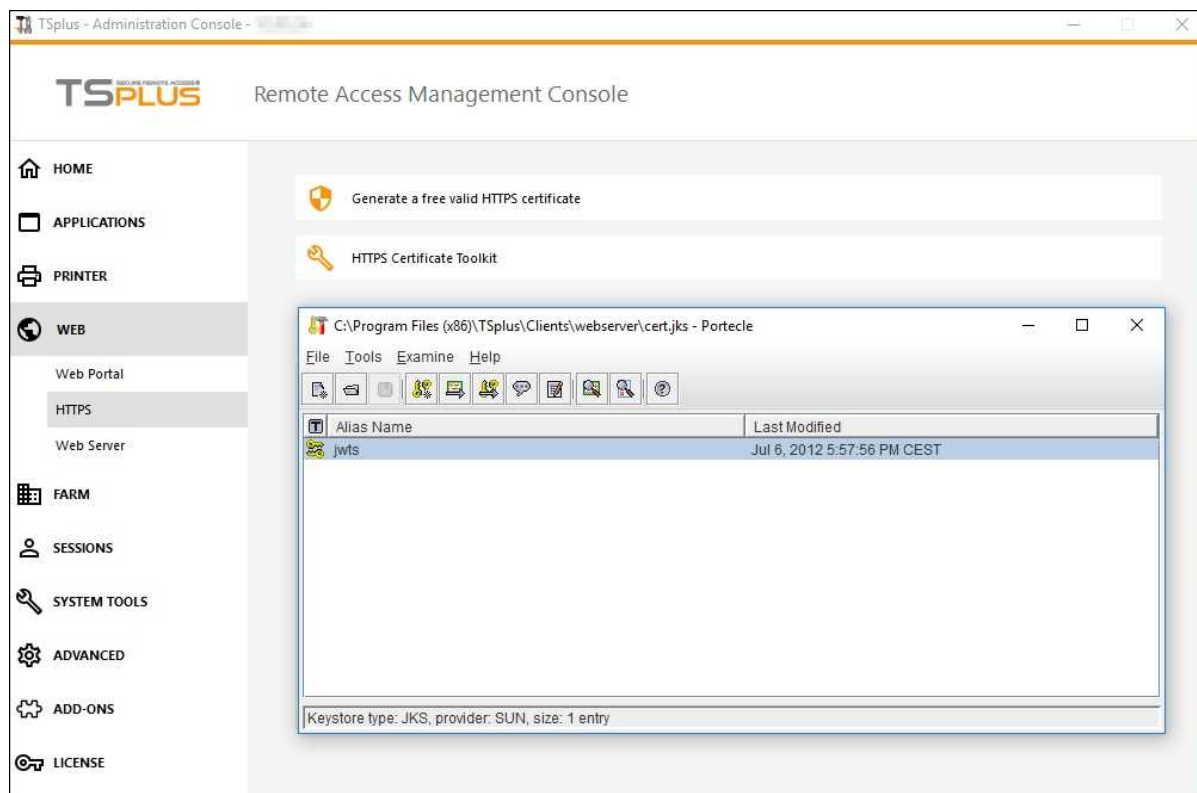 TSplus - Administration Console -
TSPLUS
SECURE REMOTE ACCESS
Remote Access Management Console
HOME
APPLICATIONS
PRINTER
WEB
Web Portal
HTTPS
Web Server
FARM
SESSIONS
SYSTEM TOOLS
ADVANCED
ADD-ONS
LICENSE
Generate a free valid HTTPS certificate
HTTPS Certificate Toolkit
C:\Program Files (x86)\TSplus\Clients\webserver\cert.jks - Portecle
File Tools Examine Help
T Alias Name Last Modified
jwts Jul 6, 2012 5:57:56 PM CEST
Keystore type: JKS, provider: SUN, size: 1 entry